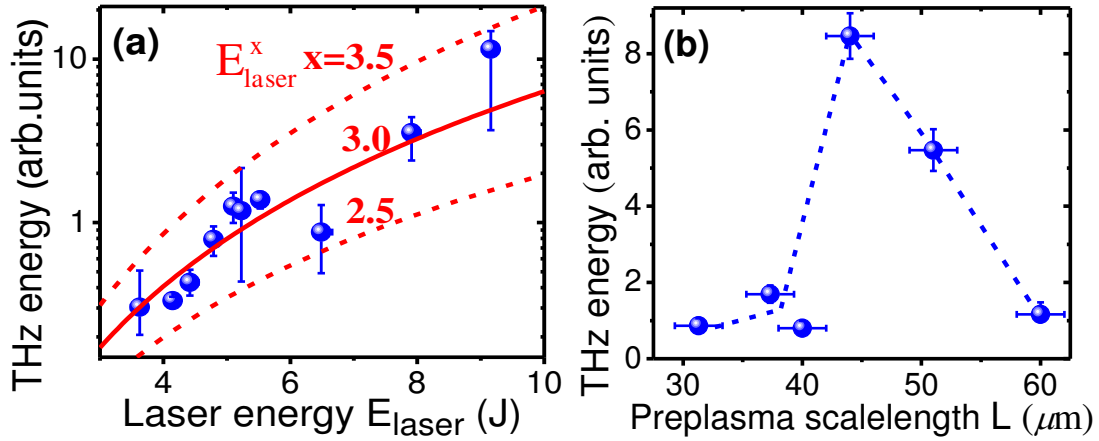 (a)
E^x_laser x=3.5
3.0
2.5
10
1
THz energy (arb.units)
4 6 8 10
Laser energy E_laser (J)
(b)
8
6
4
2
0
THz energy (arb. units)
30 40 50 60
Preplasma scalelength L (μm)